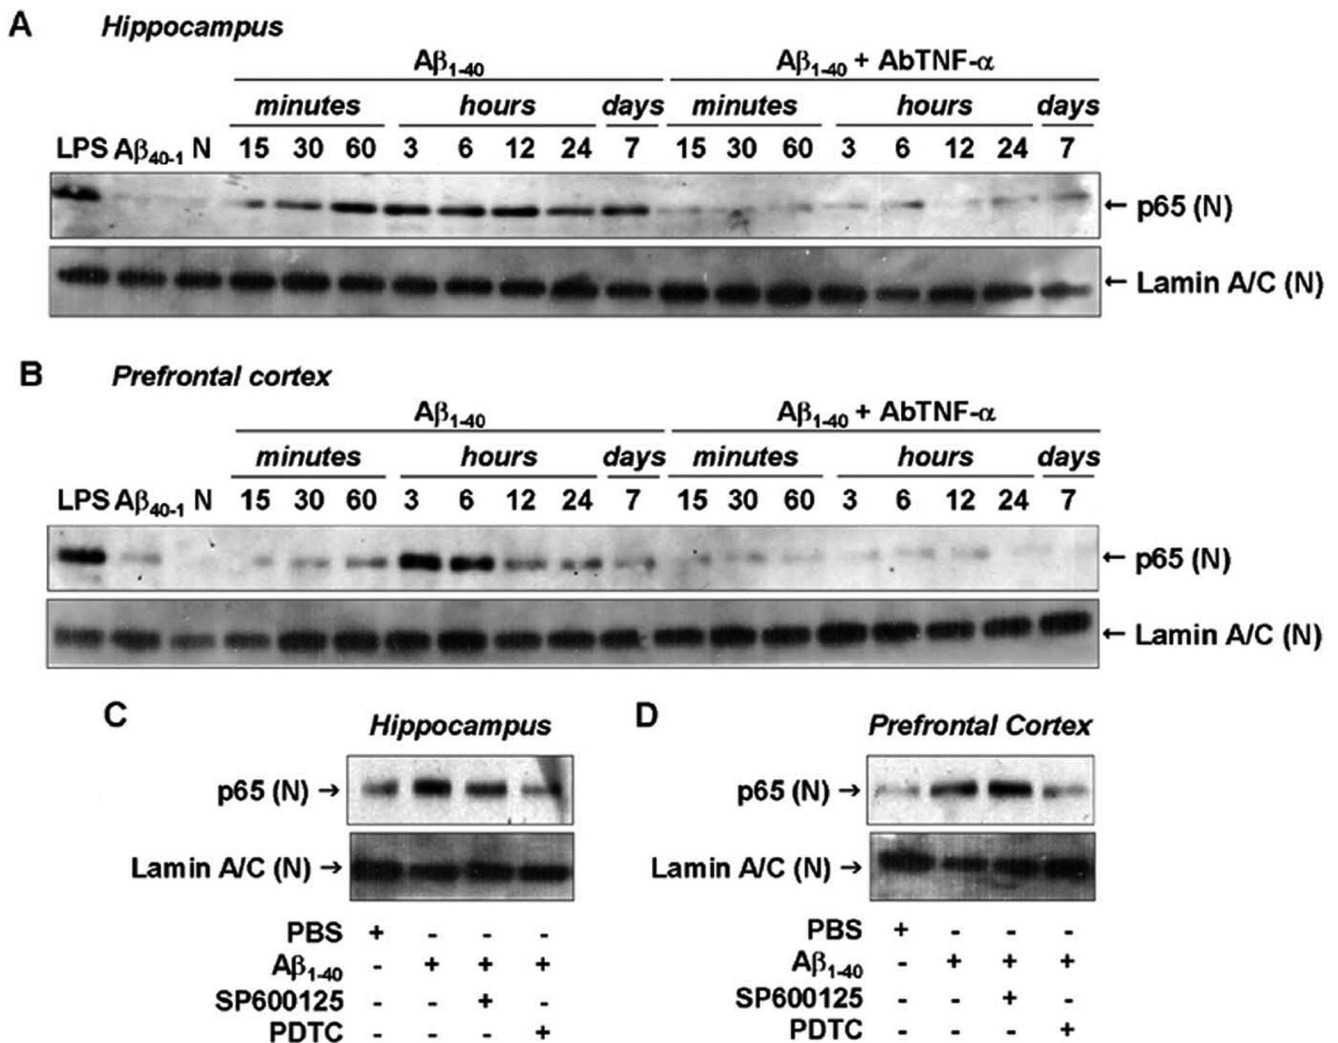 A Hippocampus
Aβ1-40 Aβ1-40 + AbTNF-α
minutes hours days minutes hours days
LPS Aβ40-1 N 15 30 60 3 6 12 24 7 15 30 60 3 6 12 24 7
← p65 (N)
← Lamin A/C (N)
B Prefrontal cortex
Aβ1-40 Aβ1-40 + AbTNF-α
minutes hours days minutes hours days
LPS Aβ40-1 N 15 30 60 3 6 12 24 7 15 30 60 3 6 12 24 7
← p65 (N)
← Lamin A/C (N)
C Hippocampus
p65 (N) →
Lamin A/C (N) →
PBS + - - -
Aβ1-40 - + + +
SP600125 - - + -
PDTC - - - +
D Prefrontal Cortex
p65 (N) →
Lamin A/C (N) →
PBS + - - -
Aβ1-40 - + + +
SP600125 - - + -
PDTC - - - +